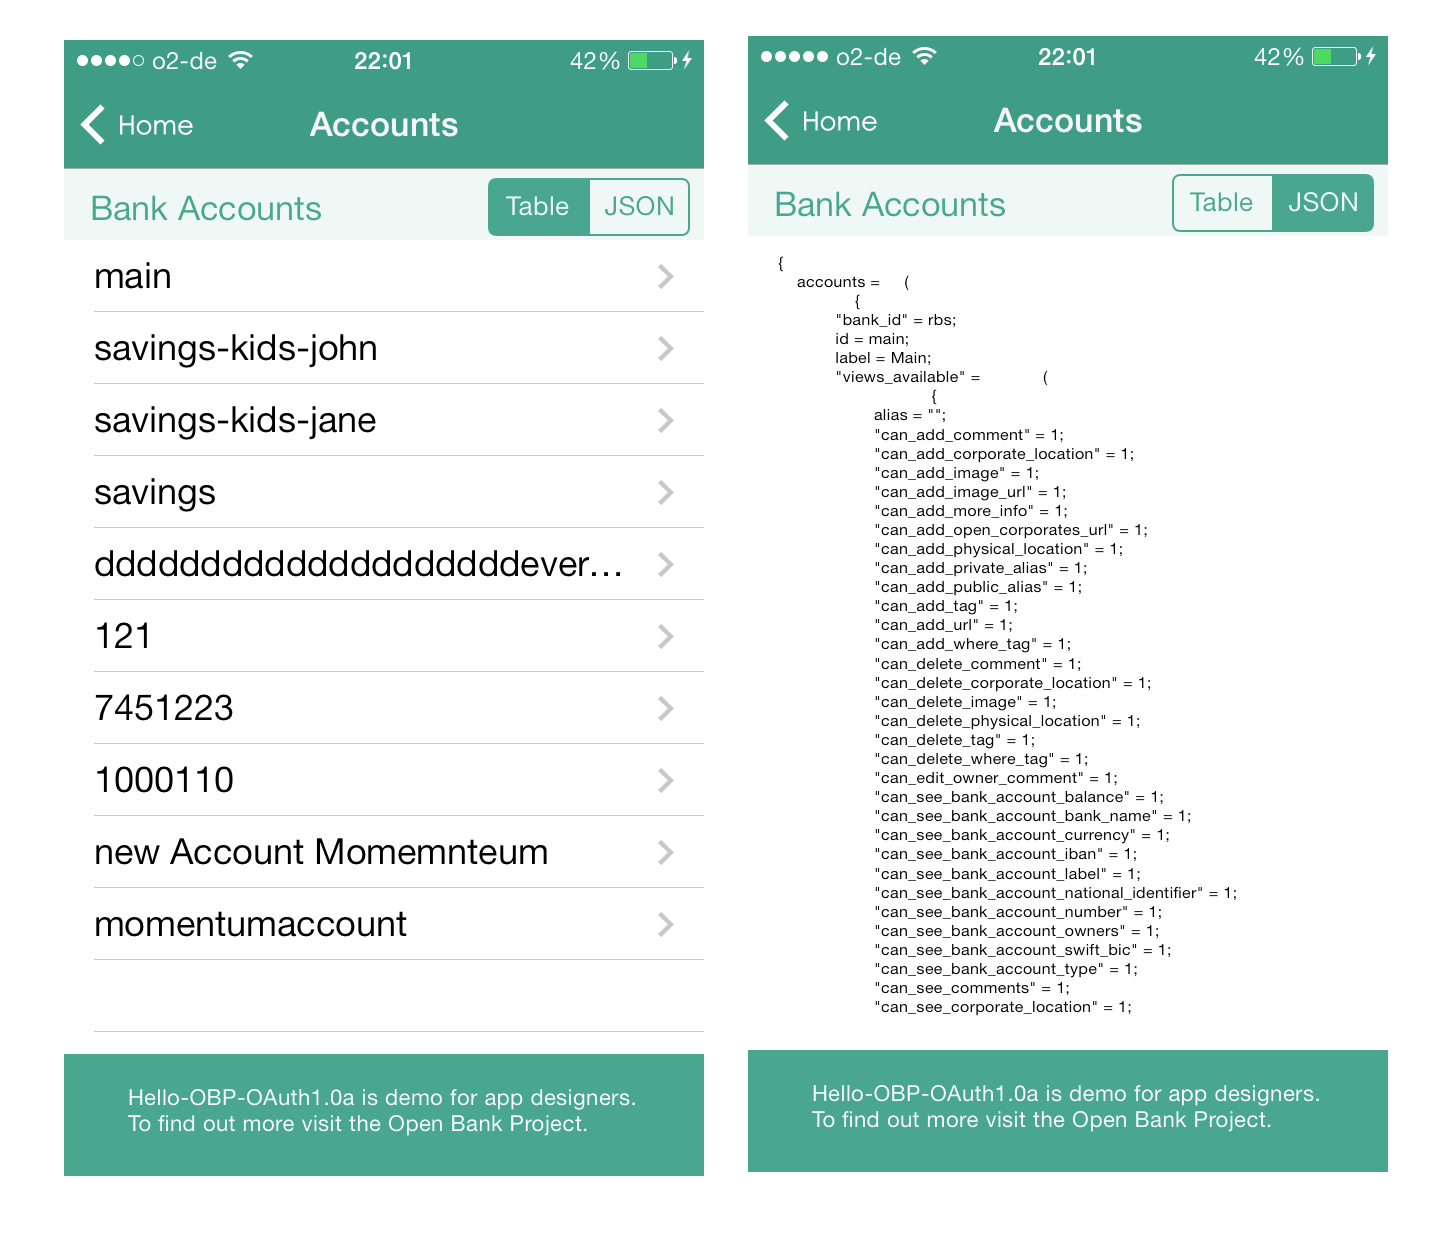 o2-de 22:01 42%
Home Accounts
Bank Accounts Table JSON
main
savings-kids-john
savings-kids-jane
savings
ddddddddddddddddddddever...
121
7451223
1000110
new Account Momemnteum
momentumaccount
Hello-OBP-OAuth1.0a is demo for app designers.
To find out more visit the Open Bank Project.
o2-de 22:01 42%
Home Accounts
Bank Accounts Table JSON
{
accounts = (
{
"bank_id" = rbs;
id = main;
label = Main;
"views_available" = (
{
alias = "";
"can_add_comment" = 1;
"can_add_corporate_location" = 1;
"can_add_image" = 1;
"can_add_image_url" = 1;
"can_add_more_info" = 1;
"can_add_open_corporates_url" = 1;
"can_add_physical_location" = 1;
"can_add_private_alias" = 1;
"can_add_public_alias" = 1;
"can_add_tag" = 1;
"can_add_url" = 1;
"can_add_where_tag" = 1;
"can_delete_comment" = 1;
"can_delete_corporate_location" = 1;
"can_delete_image" = 1;
"can_delete_physical_location" = 1;
"can_delete_tag" = 1;
"can_delete_where_tag" = 1;
"can_edit_owner_comment" = 1;
"can_see_bank_account_balance" = 1;
"can_see_bank_account_bank_name" = 1;
"can_see_bank_account_currency" = 1;
"can_see_bank_account_iban" = 1;
"can_see_bank_account_label" = 1;
"can_see_bank_account_national_identifier" = 1;
"can_see_bank_account_number" = 1;
"can_see_bank_account_owners" = 1;
"can_see_bank_account_swift_bic" = 1;
"can_see_bank_account_type" = 1;
"can_see_comments" = 1;
"can_see_corporate_location" = 1;
Hello-OBP-OAuth1.0a is demo for app designers.
To find out more visit the Open Bank Project.